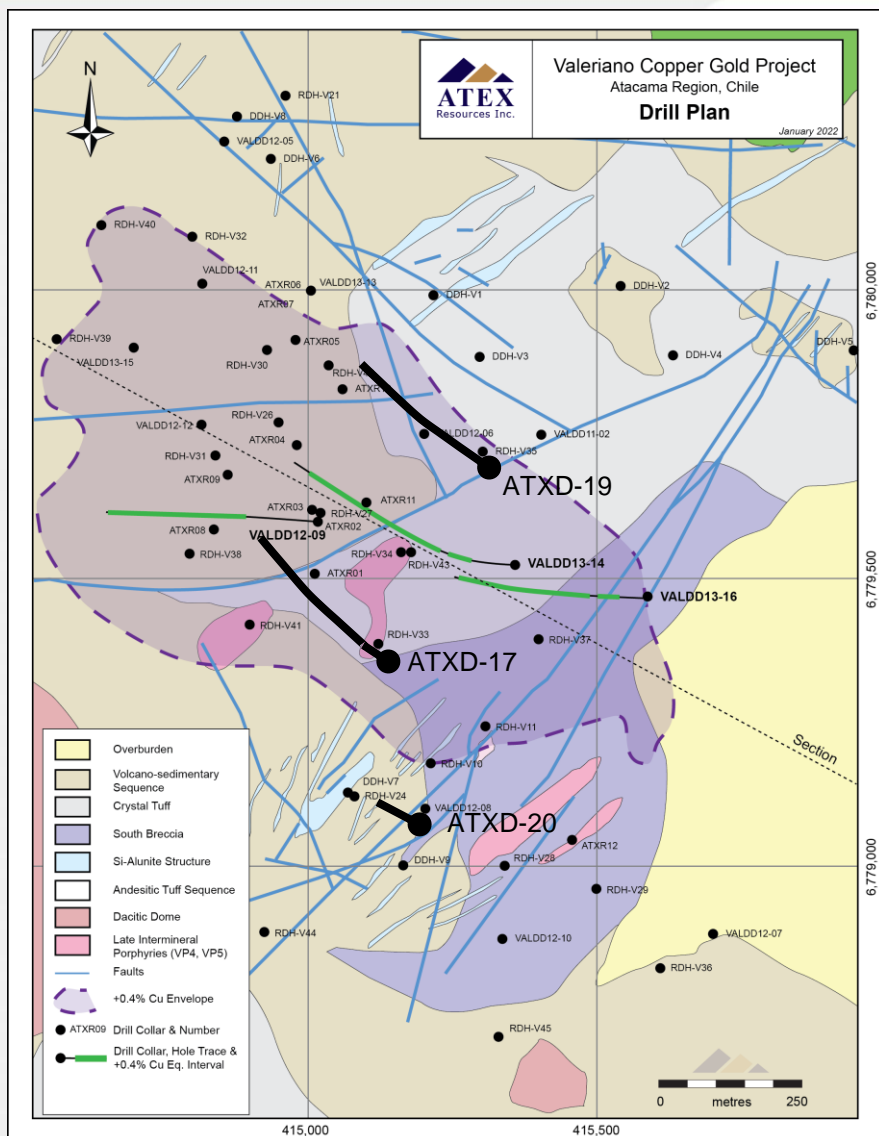 N
ATEX
Resources Inc.
Valeriano Copper Gold Project
Atacama Region, Chile
Drill Plan
January 2022
RDH-V21
DDH-V8
VALDD12-05
DDH-V6
RDH-V40
RDH-V32
VALDD12-11
ATXR06
VALDD13-13
ATXR07
DDH-V1
DDH-V2
6,780,000
RDH-V39
VALDD13-15
RDH-V30
ATXR05
DDH-V3
DDH-V4
DDH-V5
RDH-V26
VALDD12-12
ATXR04
VALDD12-06
VALDD11-02
RDH-V35
RDH-V31
ATXR09
ATXD-19
ATXR03
ATXR11
RDH-V27
ATXR02
ATXR08
VALDD12-09
RDH-V38
RDH-V34
RDH-V43
VALDD13-14
ATXR01
6,779,500
VALDD13-16
RDH-V41
RDH-V33
RDH-V37
ATXD-17
RDH-V11
Section
RDH-V10
DDH-V7
RDH-V24
VALDD12-08
ATXD-20
ATXR12
DDH-V9
RDH-V28
6,779,000
RDH-V29
RDH-V44
VALDD12-10
VALDD12-07
RDH-V36
RDH-V45
Overburden
Volcano-sedimentary
Sequence
Crystal Tuff
South Breccia
Si-Alunite Structure
Andesitic Tuff Sequence
Dacitic Dome
Late Intermineral
Porphyries (VP4, VP5)
Faults
+0.4% Cu Envelope
ATXR09 Drill Collar & Number
Drill Collar, Hole Trace &
+0.4% Cu Eq. Interval
0 metres 250
415,000
415,500